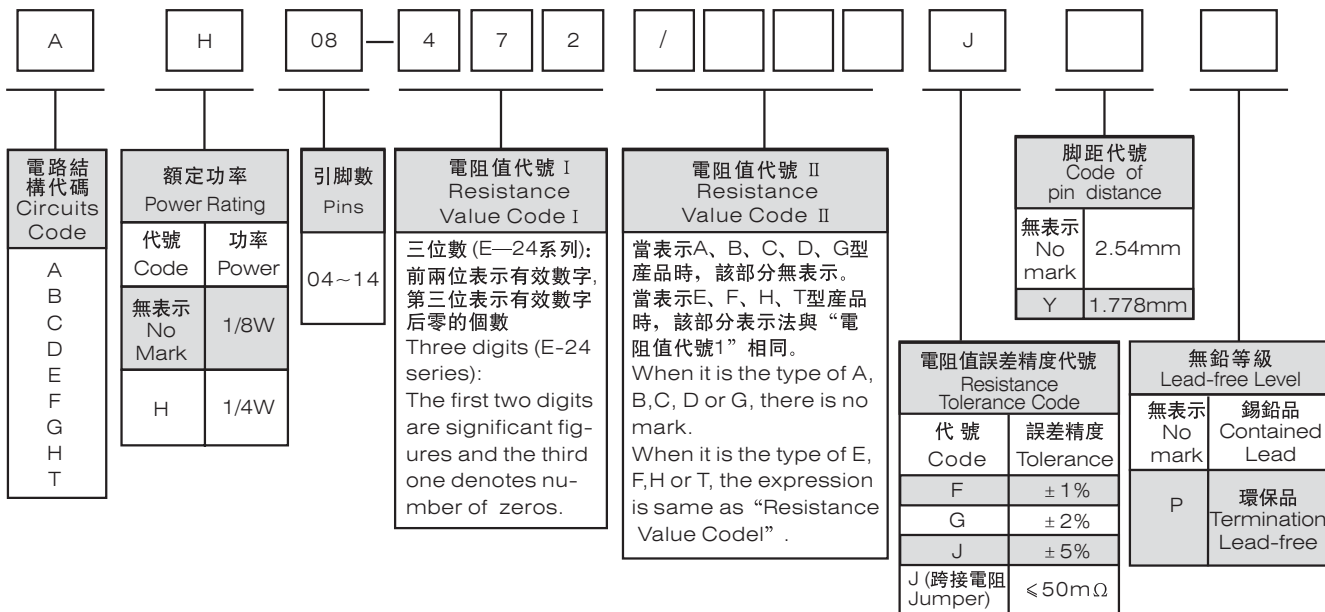 A H 08 — 4 7 2 / J
電路結
構代碼
Circuits
Code
A
B
C
D
E
F
G
H
T
額定功率
Power Rating
代號 功率
Code Power
無表示
No
Mark
1/8W
H 1/4W
引脚數
Pins
04~14
電阻值代號 I
Resistance
Value Code I
三位數 (E—24系列):
前兩位表示有效數字,
第三位表示有效數字
后零的個數
Three digits (E-24
series):
The first two digits
are significant fig-
ures and the third
one denotes nu-
mber of zeros.
電阻值代號 II
Resistance
Value Code II
當表示A、B、C、D、G型
産品時，該部分無表示。
當表示E、F、H、T型産品
時，該部分表示法與“電
阻值代號1”相同。
When it is the type of A,
B,C, D or G, there is no
mark.
When it is the type of E,
F,H or T, the expression
is same as “Resistance
Value Codel” .
脚距代號
Code of
pin distance
無表示
No
mark
2.54mm
Y 1.778mm
電阻值誤差精度代號
Resistance
Tolerance Code
代 號 誤差精度
Code Tolerance
F ±1%
G ±2%
J ±5%
J (跨接電阻
Jumper)
≤50mΩ
無鉛等級
Lead-free Level
無表示
No
mark
錫鉛品
Contained
Lead
P
環保品
Termination
Lead-free